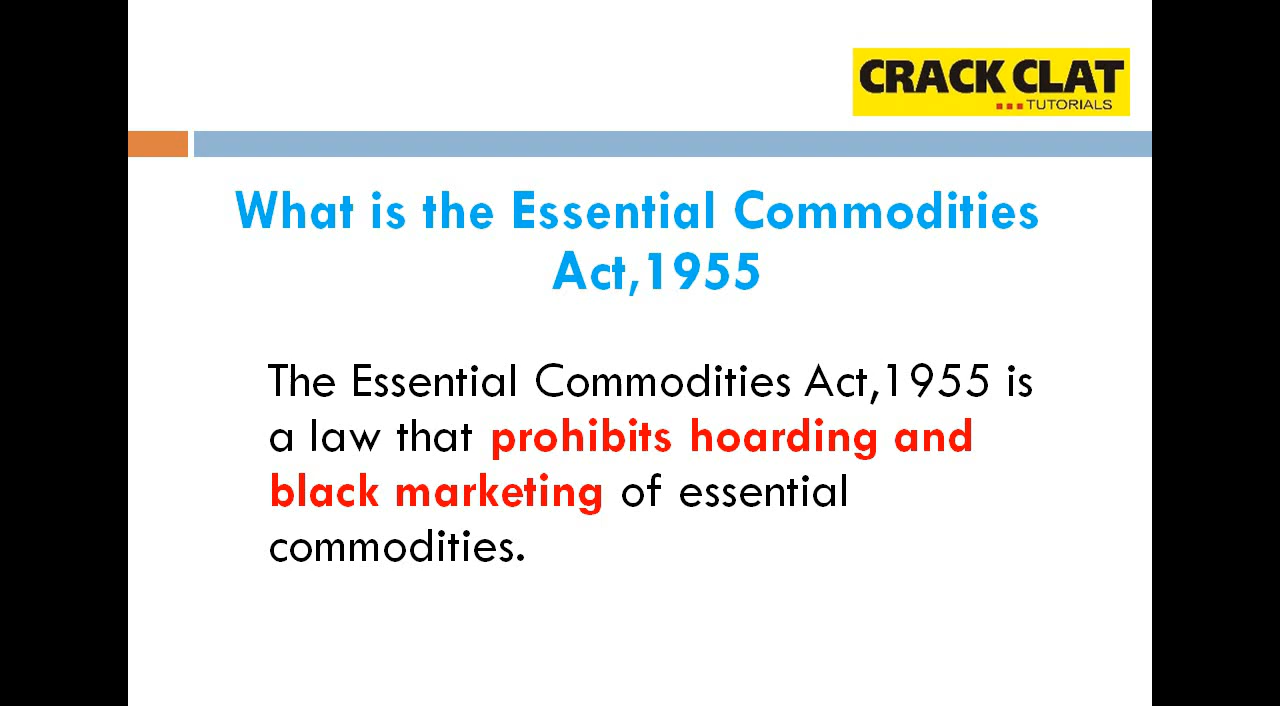 CRACK CLAT
...TUTORIALS
What is the Essential Commodities
Act,1955
The Essential Commodities Act,1955 is
a law that prohibits hoarding and
black marketing of essential
commodities.